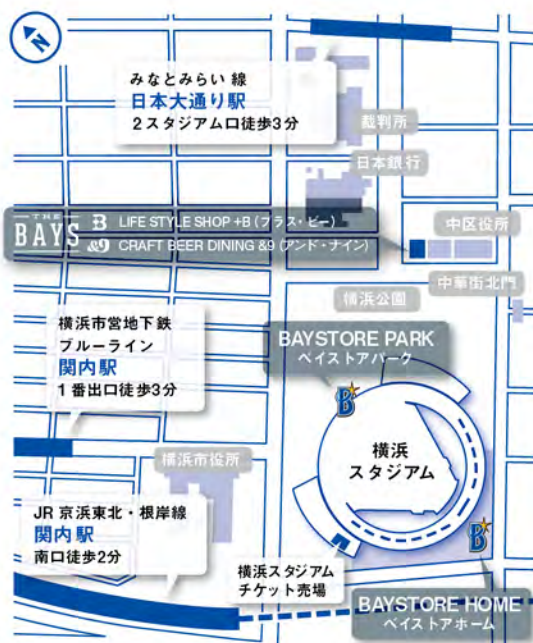 N
みなとみらい 線
日本大通り駅
2スタジアム口徒歩3分
裁判所
日本銀行
THE
BAYS
B LIFE STYLE SHOP +B (プラス・ビー)
&9 CRAFT BEER DINING &9 (アンド・ナイン)
中区役所
中華街北門
横浜公園
横浜市営地下鉄
ブルーライン
関内駅
1番出口徒歩3分
BAYSTORE PARK
ベイストアパーク
B
横浜
スタジアム
横浜市役所
JR 京浜東北・根岸線
関内駅
南口徒歩2分
横浜スタジアム
チケット売場
B
BAYSTORE HOME
ベイストアホーム